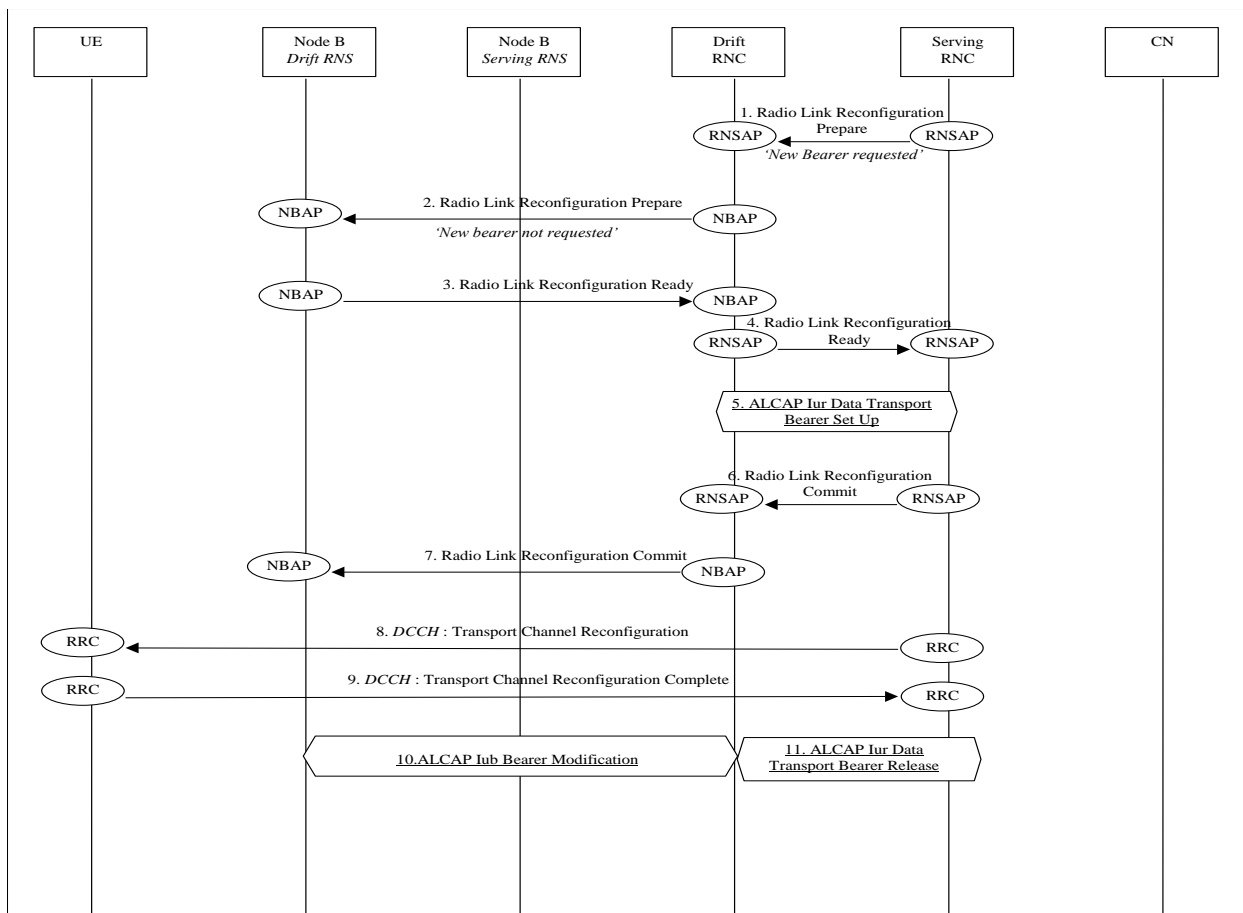 UE
Node B
Drift RNS
Node B
Serving RNS
Drift
RNC
Serving
RNC
CN
1. Radio Link Reconfiguration
Prepare
RNSAP
RNSAP
‘New Bearer requested’
2. Radio Link Reconfiguration Prepare
NBAP
NBAP
‘New bearer not requested’
3. Radio Link Reconfiguration Ready
NBAP
NBAP
4. Radio Link Reconfiguration
Ready
RNSAP
RNSAP
5. ALCAP Iur Data Transport
Bearer Set Up
6. Radio Link Reconfiguration
Commit
RNSAP
RNSAP
7. Radio Link Reconfiguration Commit
NBAP
NBAP
8. DCCH : Transport Channel Reconfiguration
RRC
RRC
9. DCCH : Transport Channel Reconfiguration Complete
RRC
RRC
10.ALCAP Iub Bearer Modification
11. ALCAP Iur Data
Transport Bearer Release